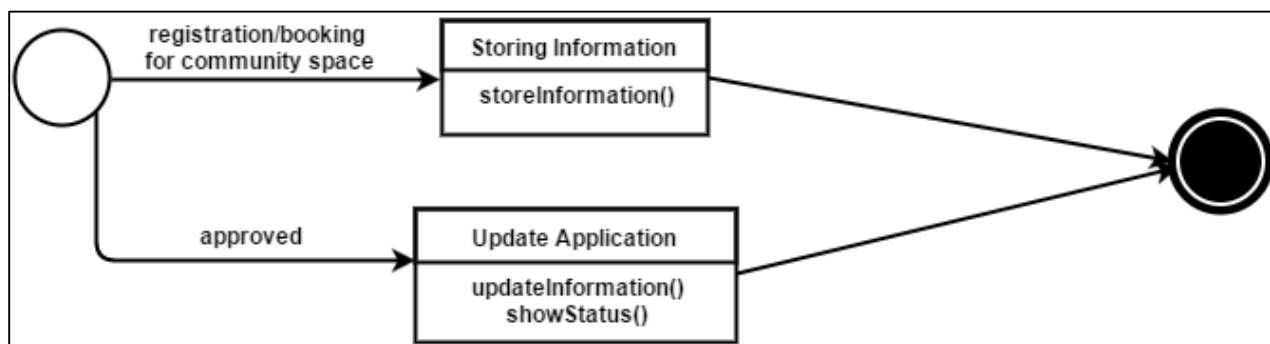 registration/booking
for community space
Storing Information
storeInformation()
approved
Update Application
updateInformation()
showStatus()